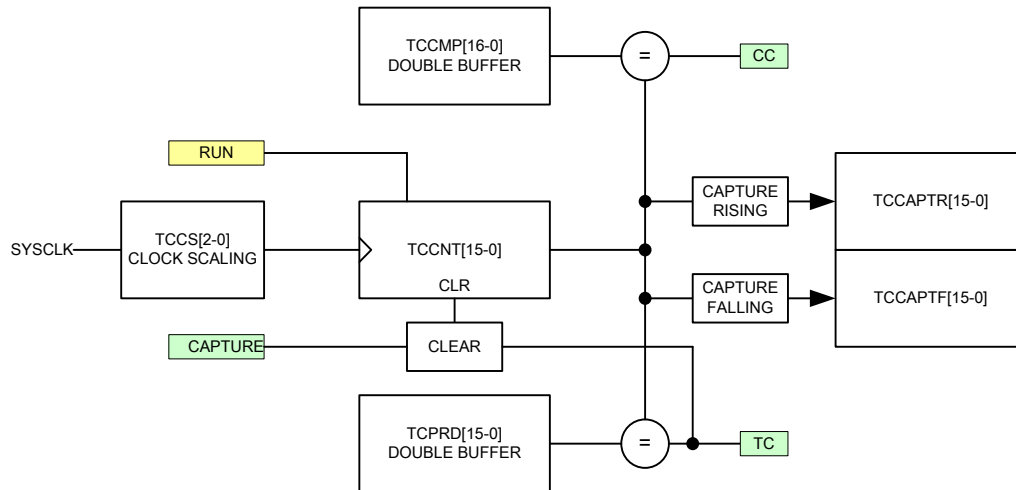 TCCMP[16-0]
DOUBLE BUFFER
=
CC
RUN
CAPTURE
RISING
TCCAPTR[15-0]
SYSCLK
TCCS[2-0]
CLOCK SCALING
TCCNT[15-0]
CLR
CAPTURE
FALLING
TCCAPTF[15-0]
CAPTURE
CLEAR
TCPRD[15-0]
DOUBLE BUFFER
=
TC